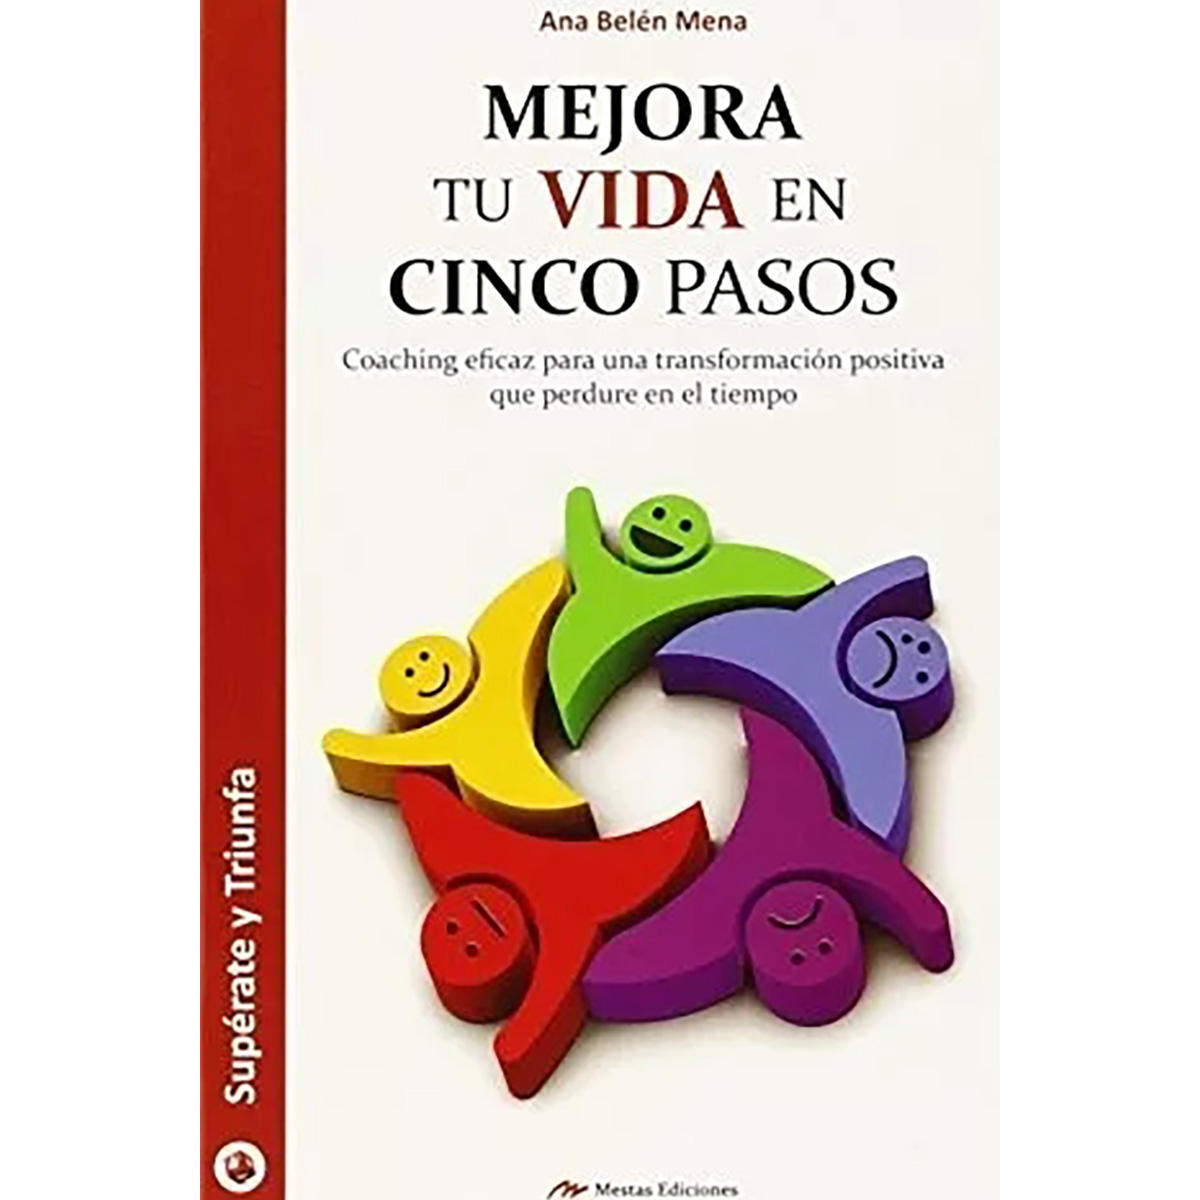 Ana Belén Mena
MEJORA
TU VIDA EN
CINCO PASOS
Coaching eficaz para una transformación positiva
que perdure en el tiempo
Supérate y Triunfa
Mestas Ediciones